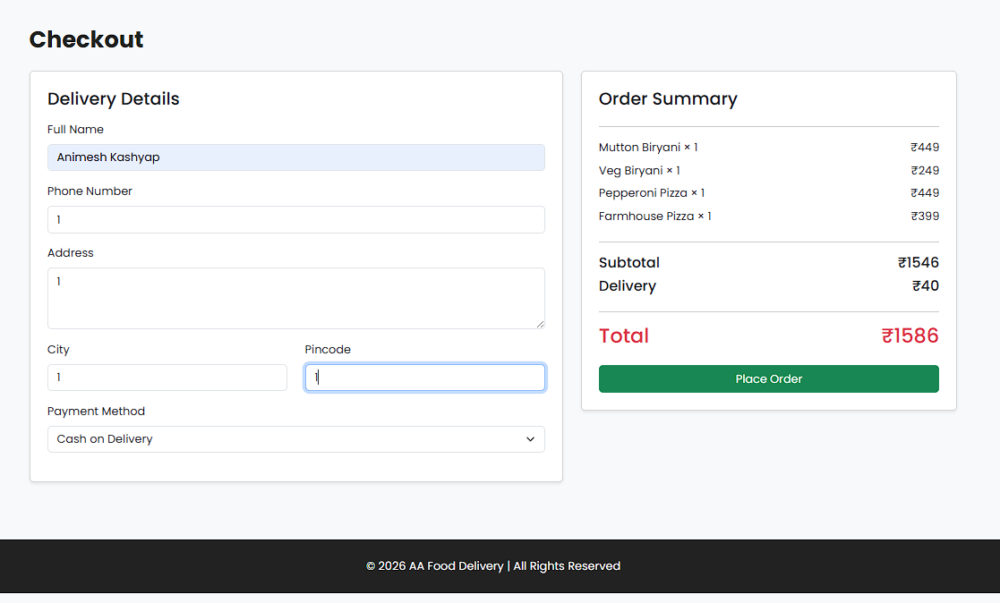 Checkout
Delivery Details
Full Name
Animesh Kashyap
Phone Number
1
Address
1
City
Pincode
1
1
Payment Method
Cash on Delivery
Order Summary
Mutton Biryani × 1 ₹449
Veg Biryani × 1 ₹249
Pepperoni Pizza × 1 ₹449
Farmhouse Pizza × 1 ₹399
Subtotal ₹1546
Delivery ₹40
Total ₹1586
Place Order
© 2026 AA Food Delivery | All Rights Reserved